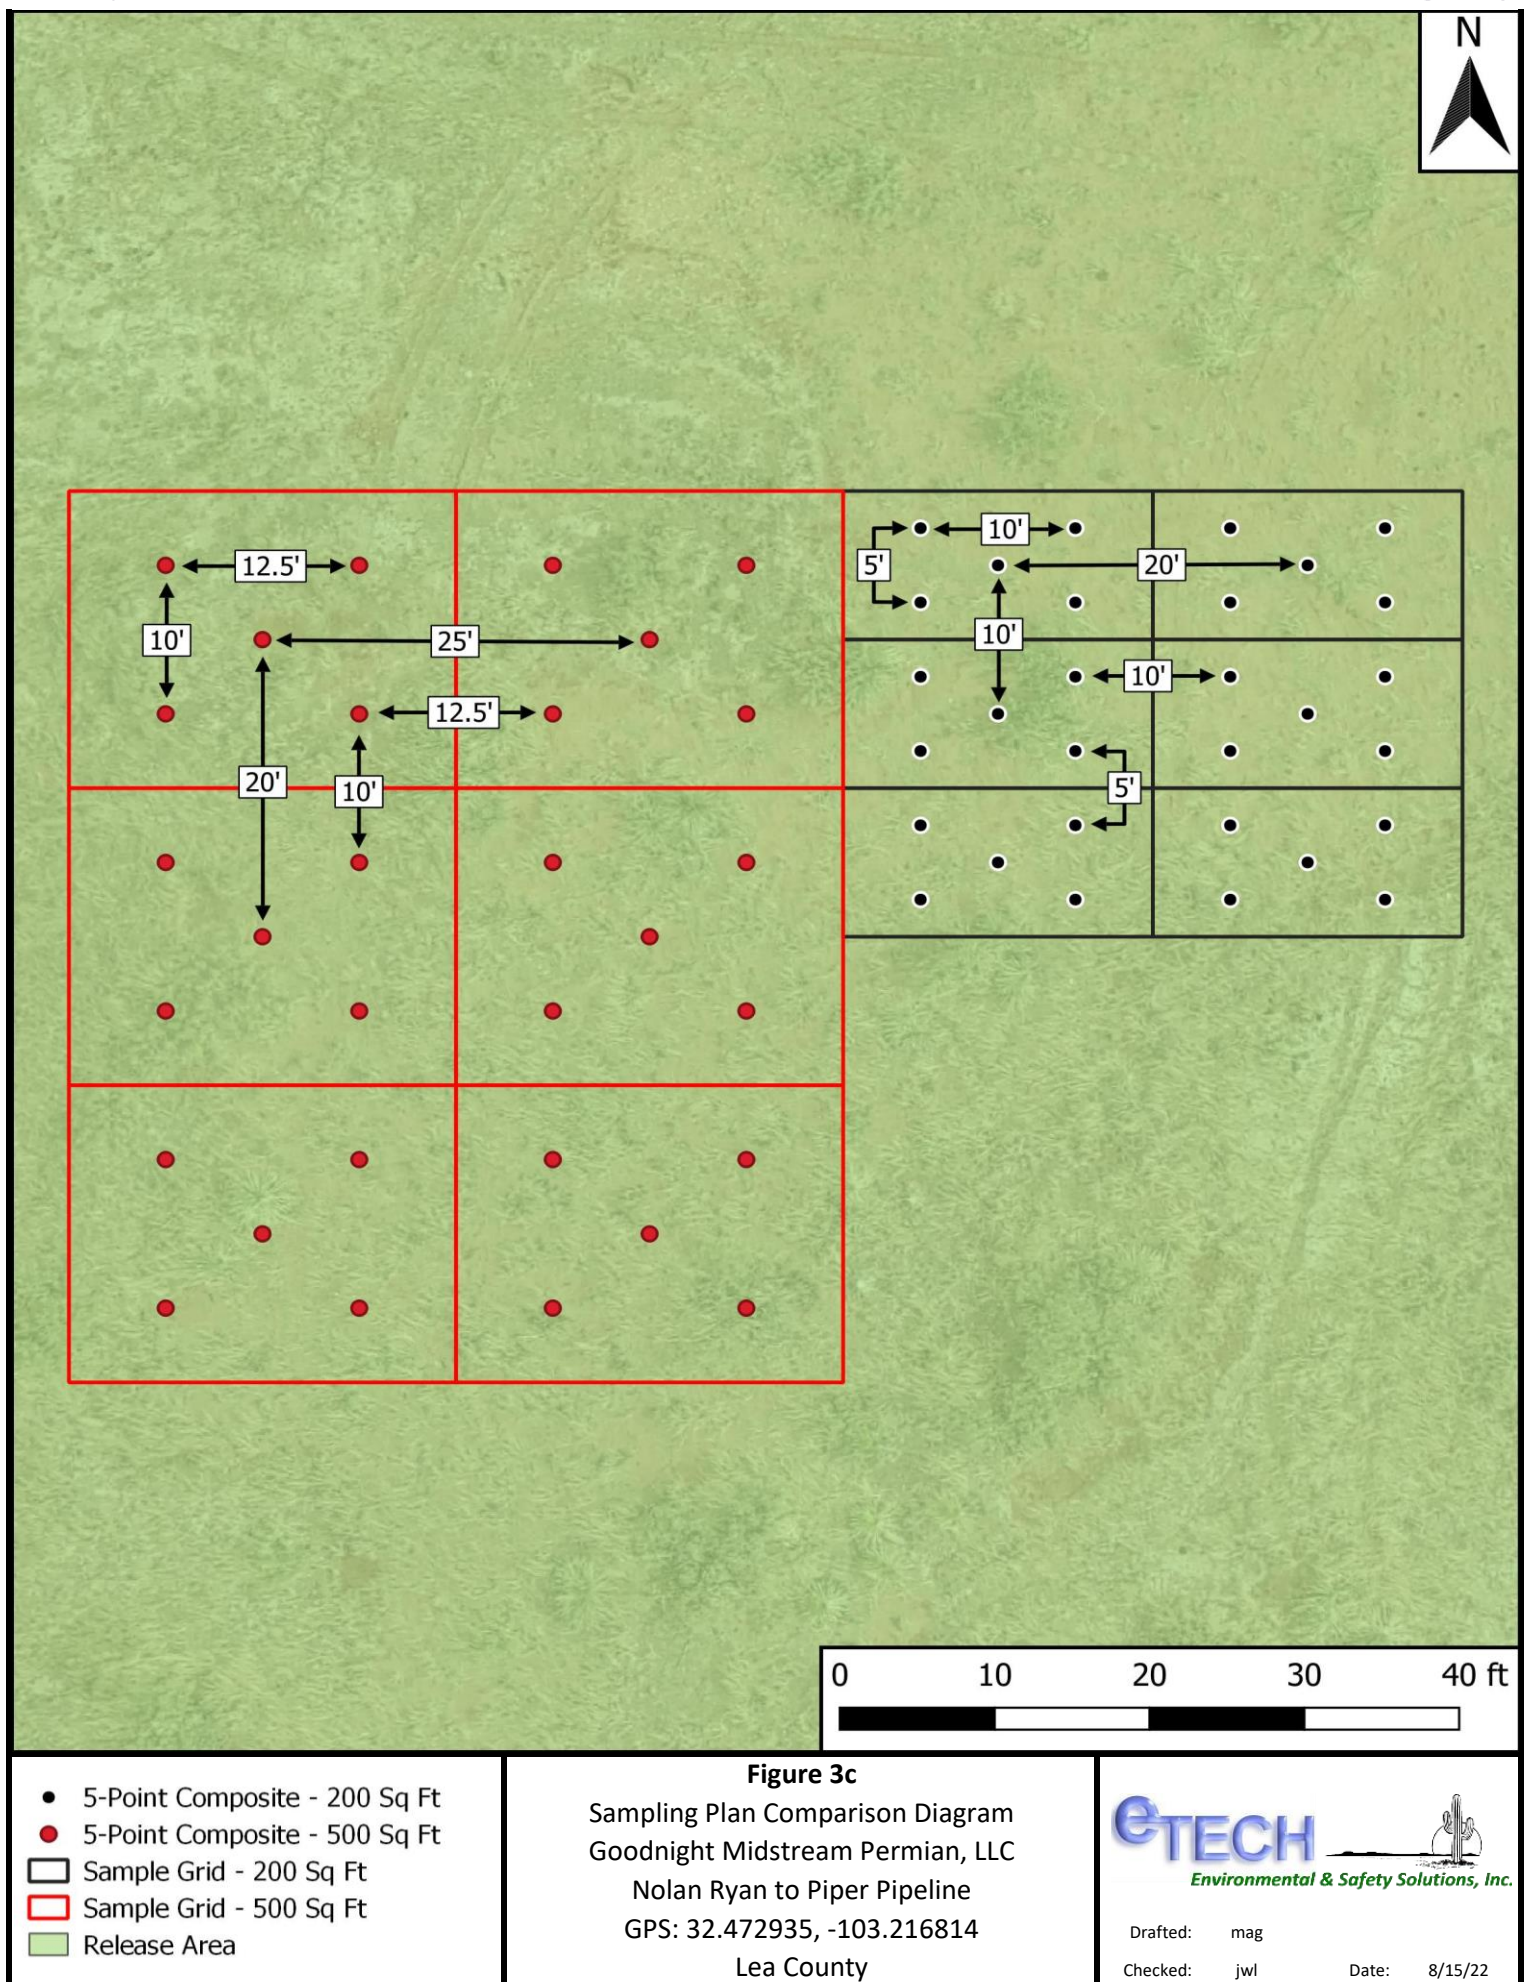 N
10'
12.5'
5'
20'
10'
25'
10'
10'
12.5'
20'
10'
5'
0 10 20 30 40 ft
5-Point Composite - 200 Sq Ft
5-Point Composite - 500 Sq Ft
Sample Grid - 200 Sq Ft
Sample Grid - 500 Sq Ft
Release Area
Figure 3c
Sampling Plan Comparison Diagram
Goodnight Midstream Permian, LLC
Nolan Ryan to Piper Pipeline
GPS: 32.472935, -103.216814
Lea County
eTECH
Environmental & Safety Solutions, Inc.
Drafted: mag
Checked: jwl Date: 8/15/22